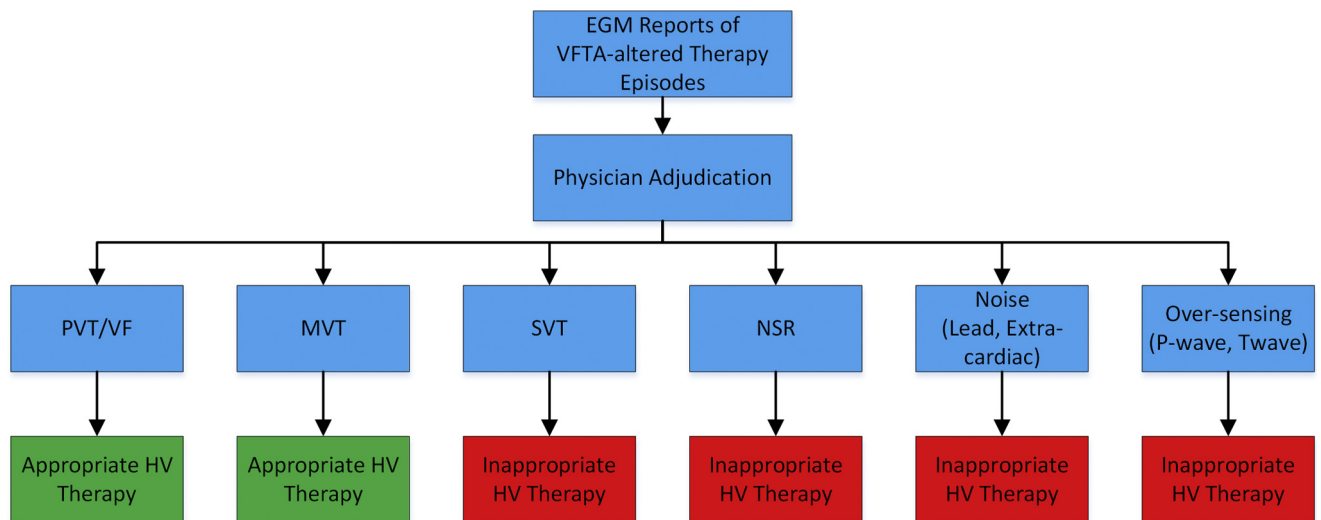 EGM Reports of
VFTA-altered Therapy
Episodes
Physician Adjudication
PVT/VF
MVT
SVT
NSR
Noise
(Lead, Extra-
cardiac)
Over-sensing
(P-wave, Twave)
Appropriate HV
Therapy
Appropriate HV
Therapy
Inappropriate
HV Therapy
Inappropriate
HV Therapy
Inappropriate
HV Therapy
Inappropriate
HV Therapy